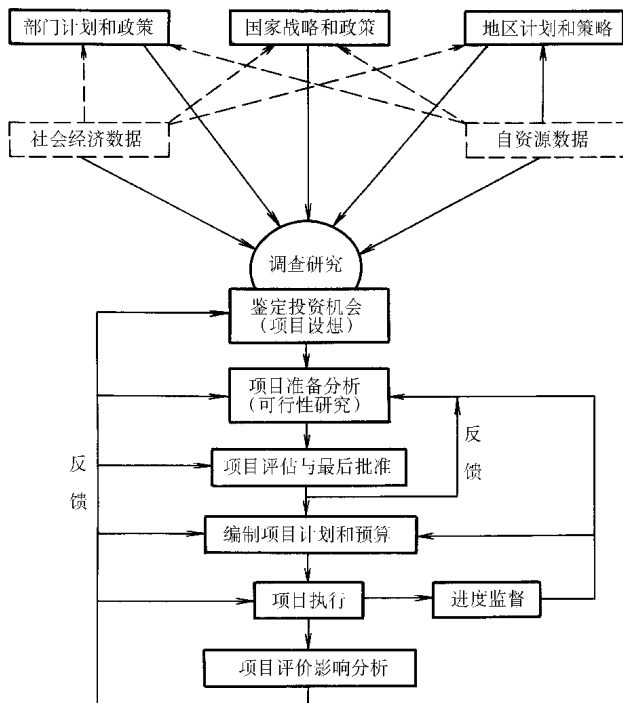 部门计划和政策
国家战略和政策
地区计划和策略
社会经济数据
自资源数据
调查研究
鉴定投资机会
(项目设想)
项目准备分析
(可行性研究)
反
馈
项目评估与最后批准
反
馈
编制项目计划和预算
项目执行
进度监督
项目评价影响分析